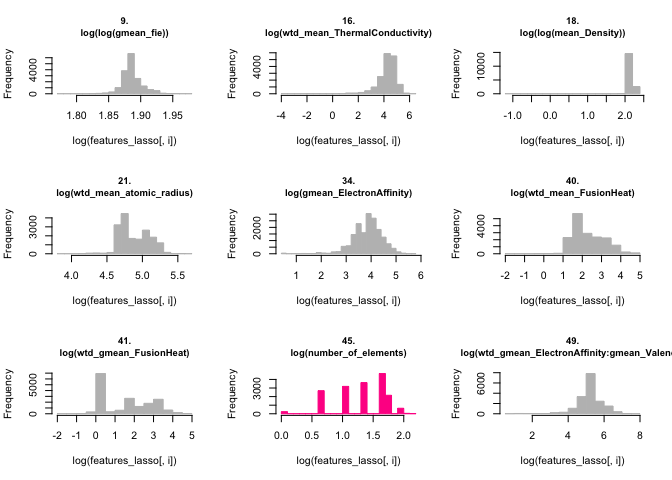 9.
log(log(gmean_fie))
Frequency
0 4000
1.80 1.85 1.90 1.95
log(features_lasso[, i])
16.
log(wtd_mean_ThermalConductivity)
Frequency
0 4000
-4 -2 0 2 4 6
log(features_lasso[, i])
18.
log(log(mean_Density))
Frequency
0 10000
-1.0 0.0 1.0 2.0
log(features_lasso[, i])
21.
log(wtd_mean_atomic_radius)
Frequency
0 3000
4.0 4.5 5.0 5.5
log(features_lasso[, i])
34.
log(gmean_ElectronAffinity)
Frequency
0 2000
1 2 3 4 5 6
log(features_lasso[, i])
40.
log(wtd_mean_FusionHeat)
Frequency
0 4000
-2 -1 0 1 2 3 4 5
log(features_lasso[, i])
41.
log(wtd_gmean_FusionHeat)
Frequency
0 5000
-2 -1 0 1 2 3 4 5
log(features_lasso[, i])
45.
log(number_of_elements)
Frequency
0 3000
0.0 0.5 1.0 1.5 2.0
log(features_lasso[, i])
49.
log(wtd_gmean_ElectronAffinity:gmean_Valen
Frequency
0 6000
2 4 6 8
log(features_lasso[, i])